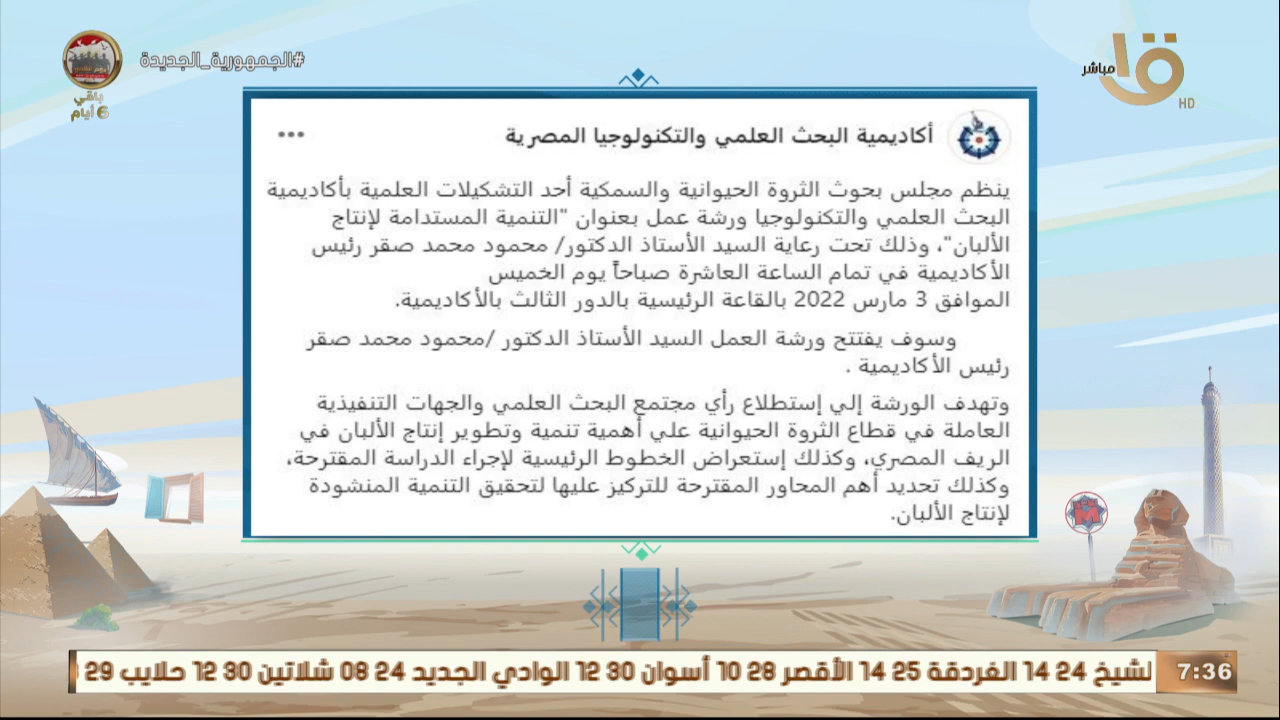 #الجمهورية_الجديدة
باقي
6 أيام
مباشر
HD
أكاديمية البحث العلمي والتكنولوجيا المصرية
ينظم مجلس بحوث الثروة الحيوانية والسمكية أحد التشكيلات العلمية بأكاديمية
البحث العلمي والتكنولوجيا ورشة عمل بعنوان "التنمية المستدامة لإنتاج
الألبان"، وذلك تحت رعاية السيد الأستاذ الدكتور/ محمود محمد صقر رئيس
الأكاديمية في تمام الساعة العاشرة صباحاً يوم الخميس
الموافق 3 مارس 2022 بالقاعة الرئيسية بالدور الثالث بالأكاديمية.
وسوف يفتتح ورشة العمل السيد الأستاذ الدكتور /محمود محمد صقر
رئيس الأكاديمية .
وتهدف الورشة إلي إستطلاع رأي مجتمع البحث العلمي والجهات التنفيذية
العاملة في قطاع الثروة الحيوانية علي أهمية تنمية وتطوير إنتاج الألبان في
الريف المصري، وكذلك إستعراض الخطوط الرئيسية لإجراء الدراسة المقترحة،
وكذلك تحديد أهم المحاور المقترحة للتركيز عليها لتحقيق التنمية المنشودة
لإنتاج الألبان.
M
7:36
لشيخ 24 14 الغردقة 25 14 الأقصر 28 10 أسوان 30 12 الوادي الجديد 24 08 شلاتين 30 12 حلايب 29